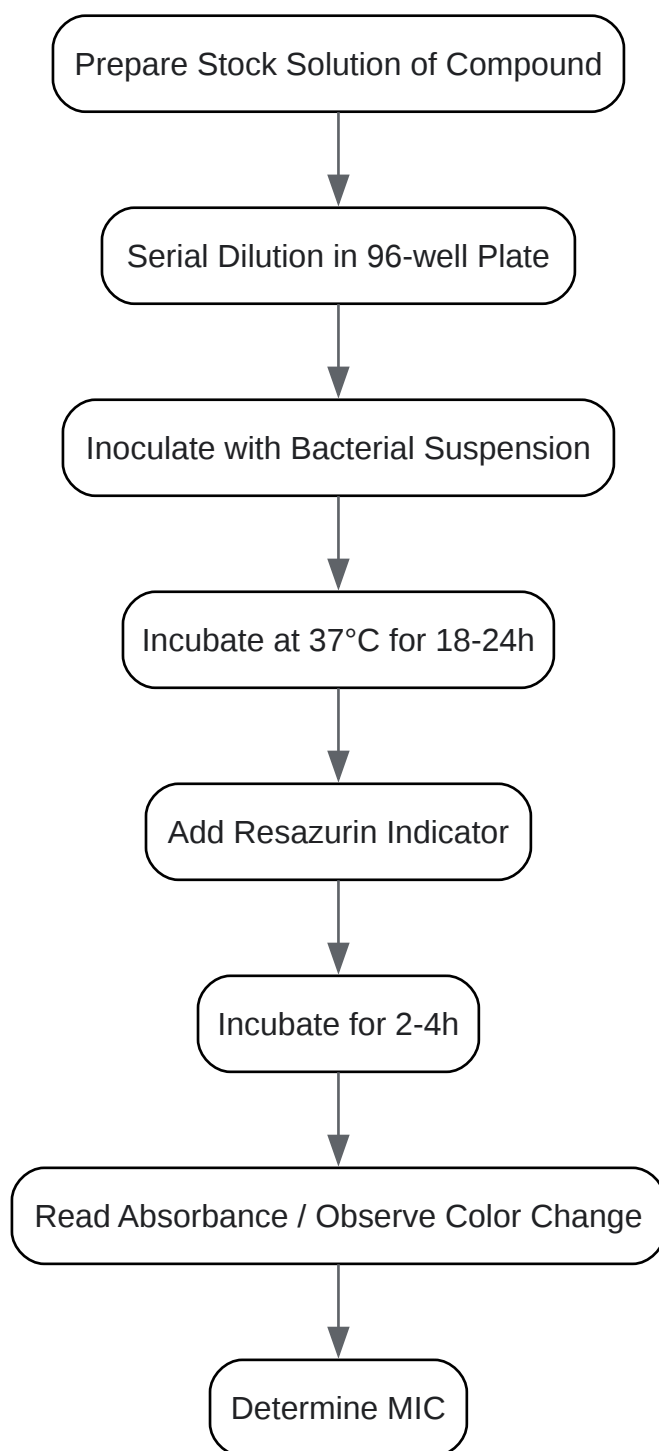 Prepare Stock Solution of Compound
Serial Dilution in 96-well Plate
Inoculate with Bacterial Suspension
Incubate at 37°C for 18-24h
Add Resazurin Indicator
Incubate for 2-4h
Read Absorbance / Observe Color Change
Determine MIC